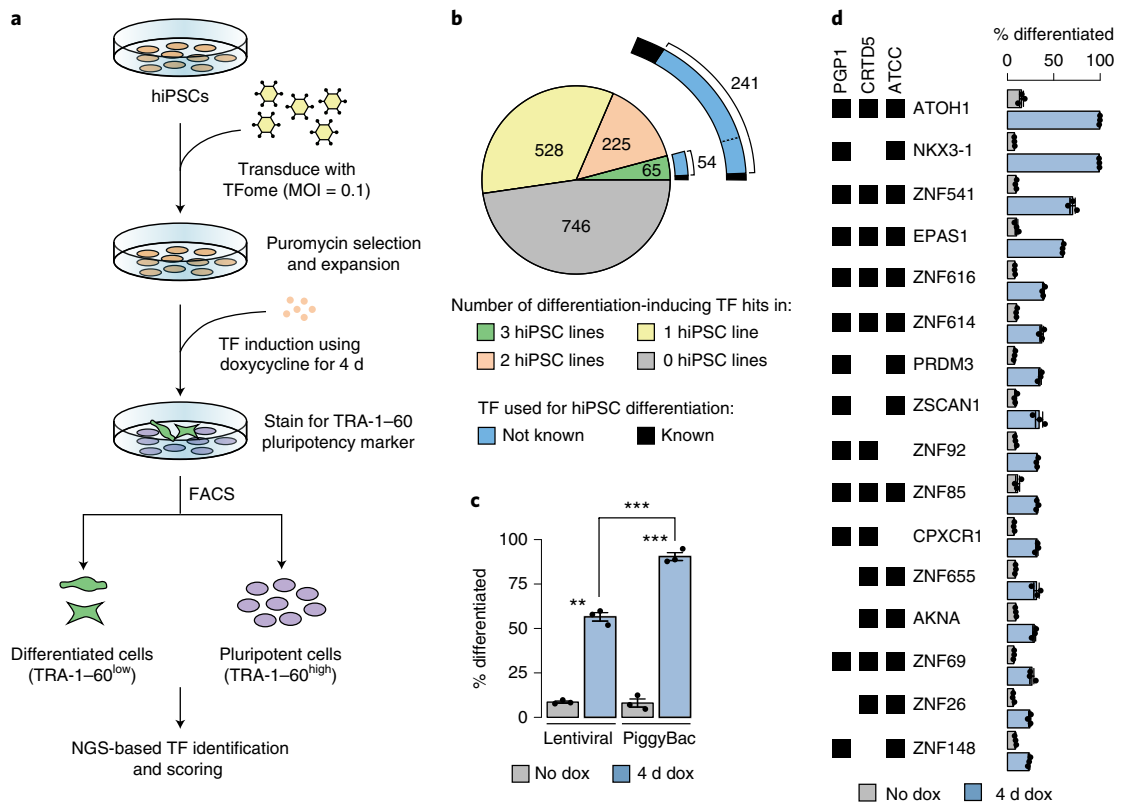 a
hiPSCs
Transduce with
TFome (MOI = 0.1)
Puromycin selection
and expansion
TF induction using
doxycycline for 4 d
Stain for TRA-1–60
pluripotency marker
FACS
Differentiated cells
(TRA-1–60low)
Pluripotent cells
(TRA-1–60high)
NGS-based TF identification
and scoring
b
528
225
65
746
241
54
Number of differentiation-inducing TF hits in:
3 hiPSC lines
1 hiPSC line
2 hiPSC lines
0 hiPSC lines
TF used for hiPSC differentiation:
Not known
Known
c
% differentiated
100
75
50
25
0
**
***
***
Lentiviral
PiggyBac
No dox
4 d dox
d
PGP1
CRTD5
ATCC
% differentiated
0 50 100
ATOH1
NKX3-1
ZNF541
EPAS1
ZNF616
ZNF614
PRDM3
ZSCAN1
ZNF92
ZNF85
CPXCR1
ZNF655
AKNA
ZNF69
ZNF26
ZNF148
No dox
4 d dox